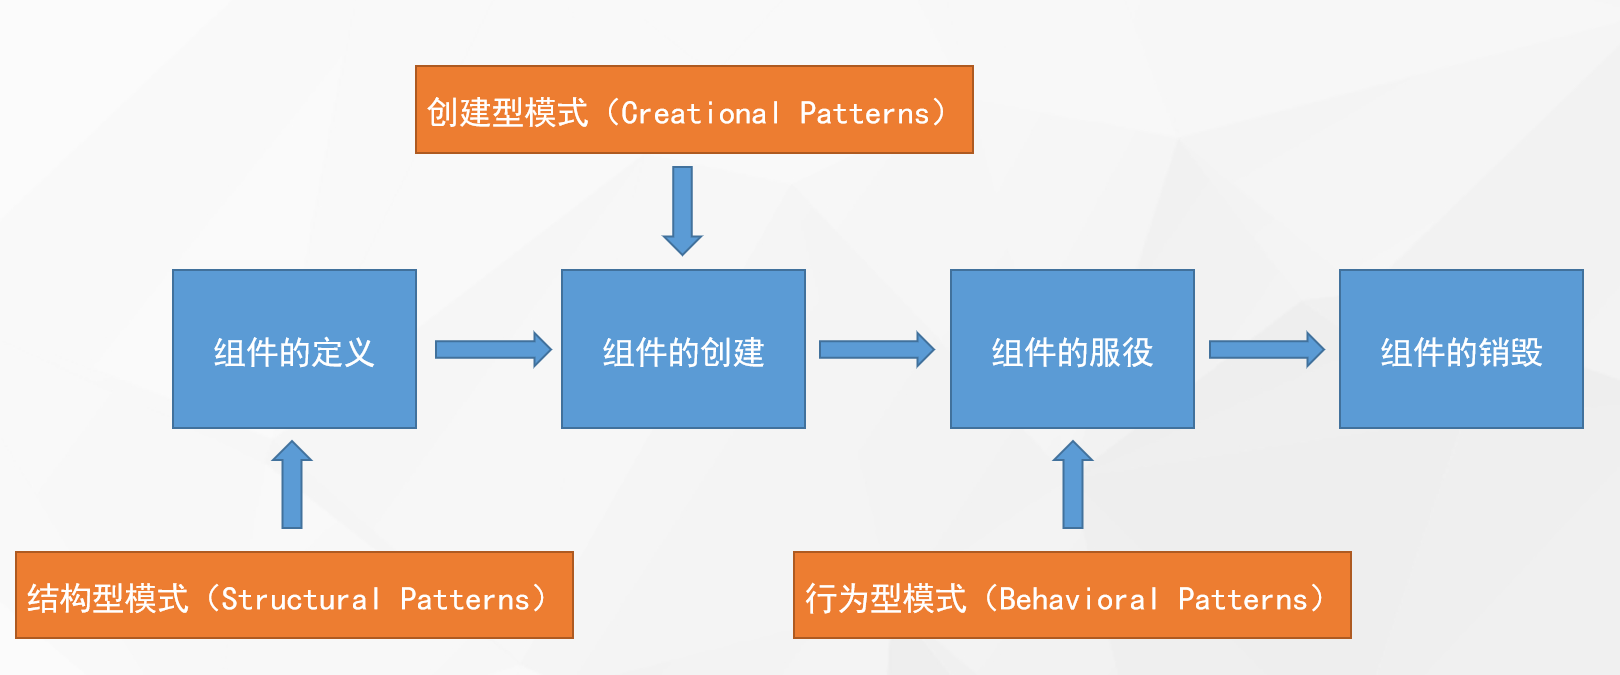 创建型模式（Creational Patterns）
组件的定义
组件的创建
组件的服役
组件的销毁
结构型模式（Structural Patterns）
行为型模式（Behavioral Patterns）